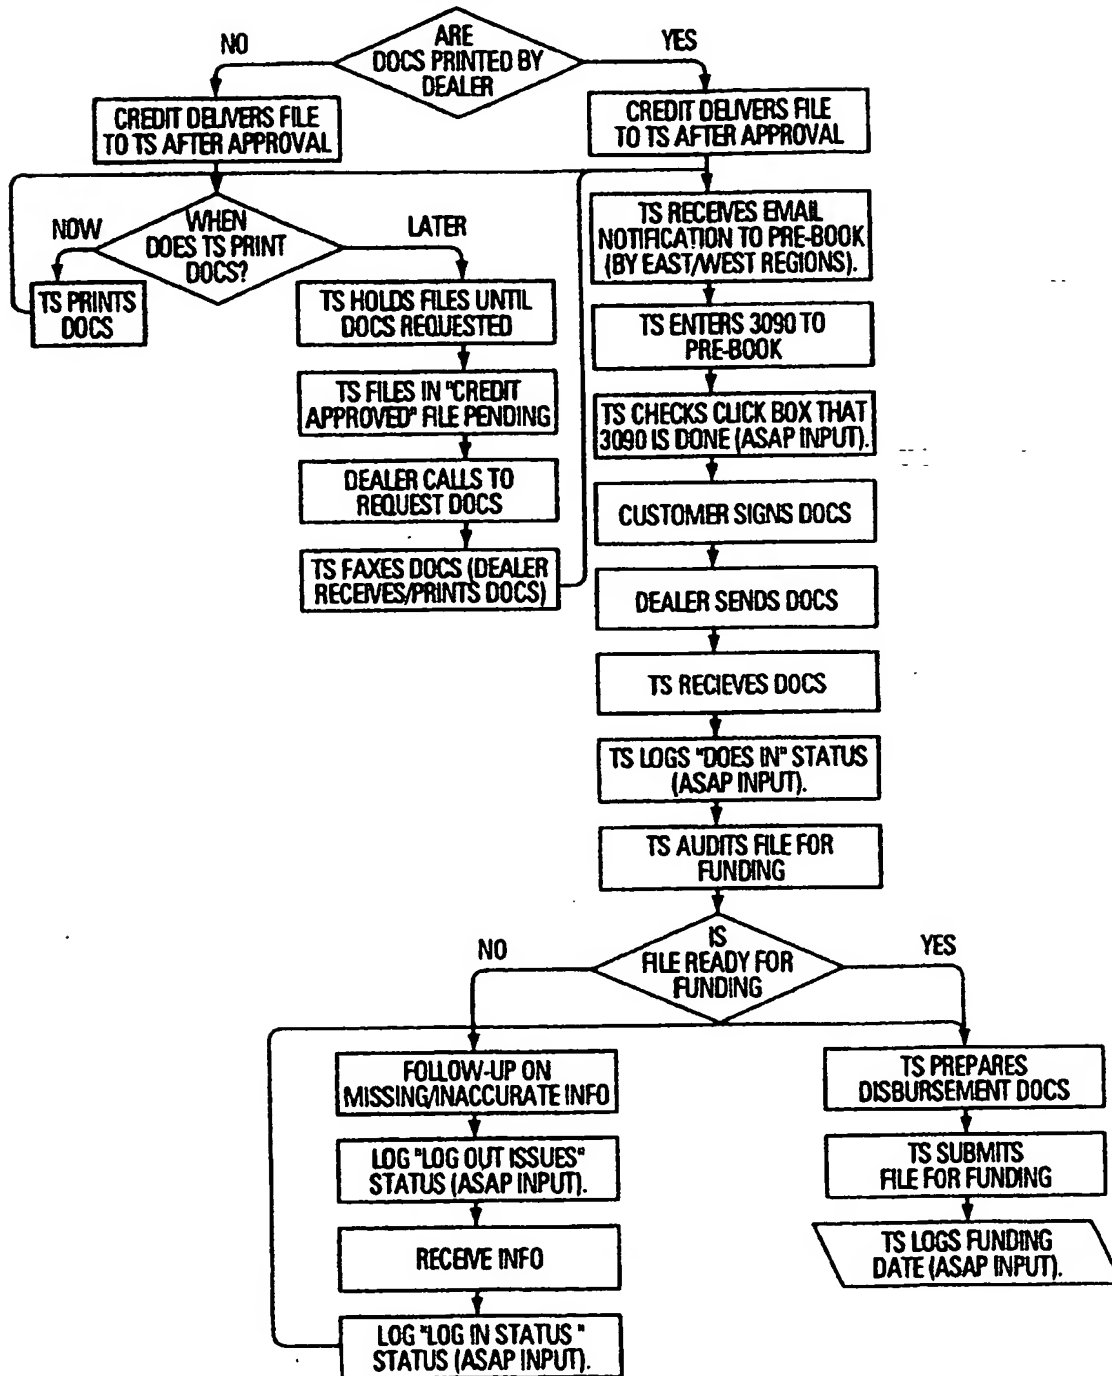 ARE
DOCS PRINTED BY
DEALER
NO
YES
CREDIT DELIVERS FILE
TO TS AFTER APPROVAL
CREDIT DELIVERS FILE
TO TS AFTER APPROVAL
WHEN
DOES TS PRINT
DOCS?
NOW
LATER
TS PRINTS
DOCS
TS HOLDS FILES UNTIL
DOCS REQUESTED
TS FILES IN "CREDIT
APPROVED" FILE PENDING
DEALER CALLS TO
REQUEST DOCS
TS FAXES DOCS (DEALER
RECEIVES/PRINTS DOCS)
TS RECEIVES EMAIL
NOTIFICATION TO PRE-BOOK
(BY EAST/WEST REGIONS).
TS ENTERS 3090 TO
PRE-BOOK
TS CHECKS CLICK BOX THAT
3090 IS DONE (ASAP INPUT).
CUSTOMER SIGNS DOCS
DEALER SENDS DOCS
TS RECIEVES DOCS
TS LOGS "DOES IN" STATUS
(ASAP INPUT).
TS AUDITS FILE FOR
FUNDING
IS
FILE READY FOR
FUNDING
NO
YES
FOLLOW-UP ON
MISSING/INACCURATE INFO
LOG "LOG OUT ISSUES"
STATUS (ASAP INPUT).
RECEIVE INFO
LOG "LOG IN STATUS "
STATUS (ASAP INPUT).
TS PREPARES
DISBURSEMENT DOCS
TS SUBMITS
FILE FOR FUNDING
TS LOGS FUNDING
DATE (ASAP INPUT).